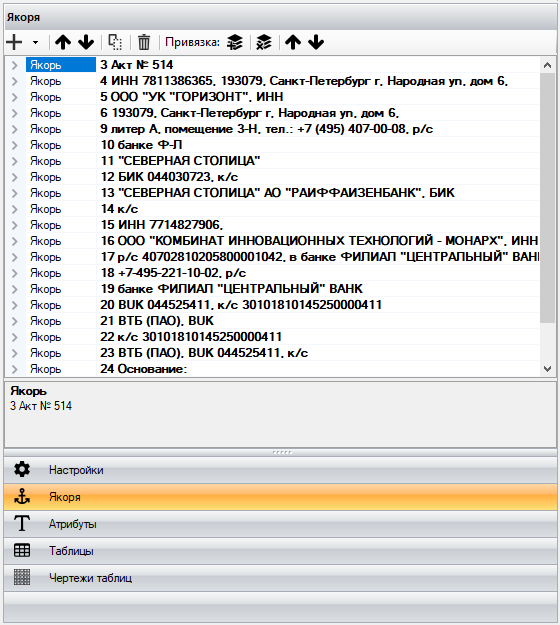 Якоря
Привязка:
Якорь 3 Акт № 514
Якорь 4 ИНН 7811386365, 193079, Санкт-Петербург г, Народная ул, дом 6,
Якорь 5 ООО "УК "ГОРИЗОНТ", ИНН
Якорь 6 193079, Санкт-Петербург г, Народная ул, дом 6,
Якорь 9 литер А, помещение 3-Н, тел.: +7 (495) 407-00-08, р/с
Якорь 10 банке Ф-Л
Якорь 11 "СЕВЕРНАЯ СТОЛИЦА"
Якорь 12 БИК 044030723, к/с
Якорь 13 "СЕВЕРНАЯ СТОЛИЦА" АО "РАИФФАИЗЕНБАНК", БИК
Якорь 14 к/с
Якорь 15 ИНН 7714827906,
Якорь 16 ООО "КОМБИНАТ ИННОВАЦИОННЫХ ТЕХНОЛОГИЙ - МОНАРХ", ИНН
Якорь 17 р/с 40702810205800001042, в банке ФИЛИАЛ "ЦЕНТРАЛЬНЫЙ" БАНК
Якорь 18 +7-495-221-10-02, р/с
Якорь 19 банке ФИЛИАЛ "ЦЕНТРАЛЬНЫЙ" БАНК
Якорь 20 BUK 044525411, к/с 30101810145250000411
Якорь 21 ВТБ (ПАО), BUK
Якорь 22 к/с 30101810145250000411
Якорь 23 ВТБ (ПАО), BUK 044525411, к/с
Якорь 24 Основание:
Якорь
3 Акт № 514
Настройки
Якоря
Атрибуты
Таблицы
Чертежи таблиц